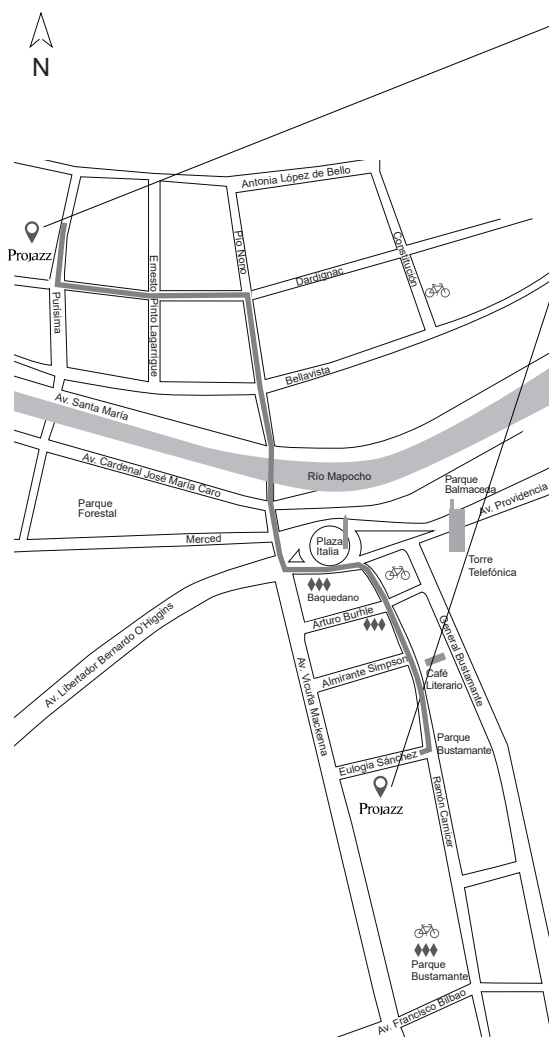 N
Antonia López de Bello
Projazz
Purísima
Ernesto Pinto Lagarrigue
Pío Nono
Constitución
Dardignac
Bellavista
Av. Santa María
Av. Cardenal José María Caro
Río Mapocho
Parque
Balmaceda
Av. Providencia
Parque
Forestal
Merced
Plaza
Italia
Torre
Telefónica
Baquedano
Arturo Burhle
General Bustamante
Av. Libertador Bernardo O'Higgins
Av. Vicuña Mackenna
Almirante Simpson
Café
Literario
Parque
Bustamante
Eulogia Sánchez
Projazz
Ramón Carnicer
Parque
Bustamante
Av. Francisco Bilbao